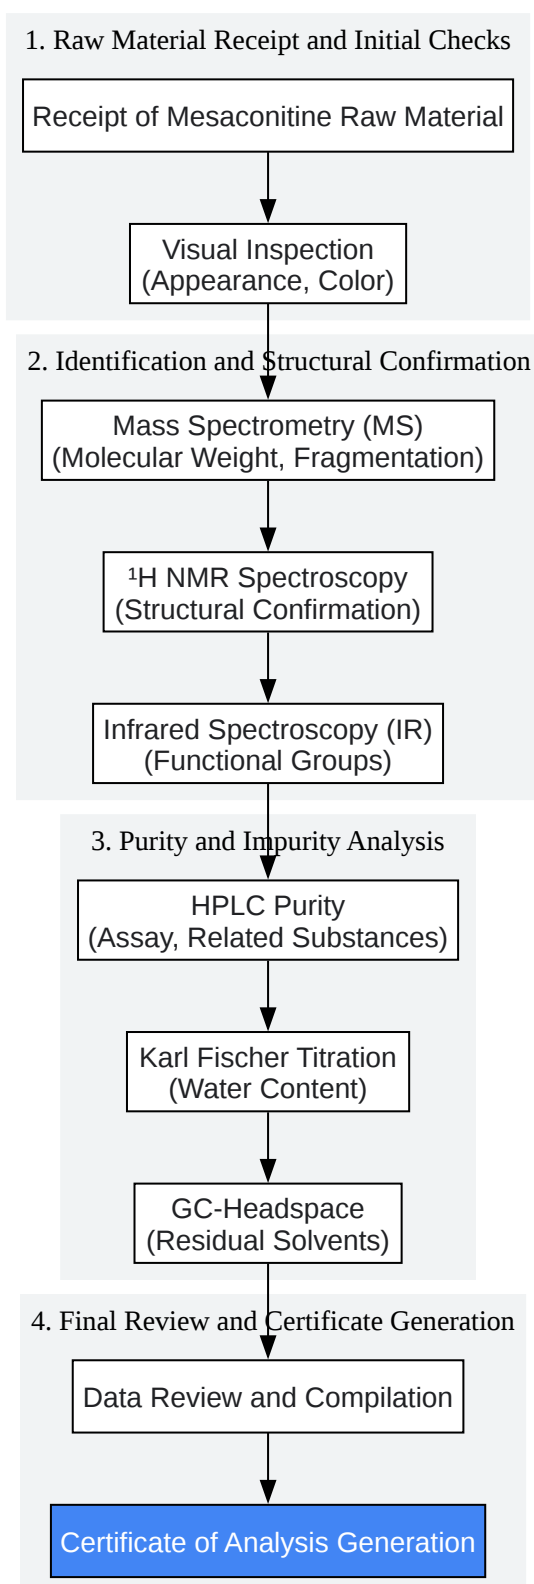 1. Raw Material Receipt and Initial Checks
Receipt of Mesaconitine Raw Material
Visual Inspection
(Appearance, Color)
2. Identification and Structural Confirmation
Mass Spectrometry (MS)
(Molecular Weight, Fragmentation)
¹H NMR Spectroscopy
(Structural Confirmation)
Infrared Spectroscopy (IR)
(Functional Groups)
3. Purity and Impurity Analysis
HPLC Purity
(Assay, Related Substances)
Karl Fischer Titration
(Water Content)
GC-Headspace
(Residual Solvents)
4. Final Review and Certificate Generation
Data Review and Compilation
Certificate of Analysis Generation